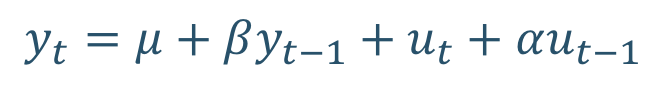 yₜ = μ + βyₜ₋₁ + uₜ + αuₜ₋₁